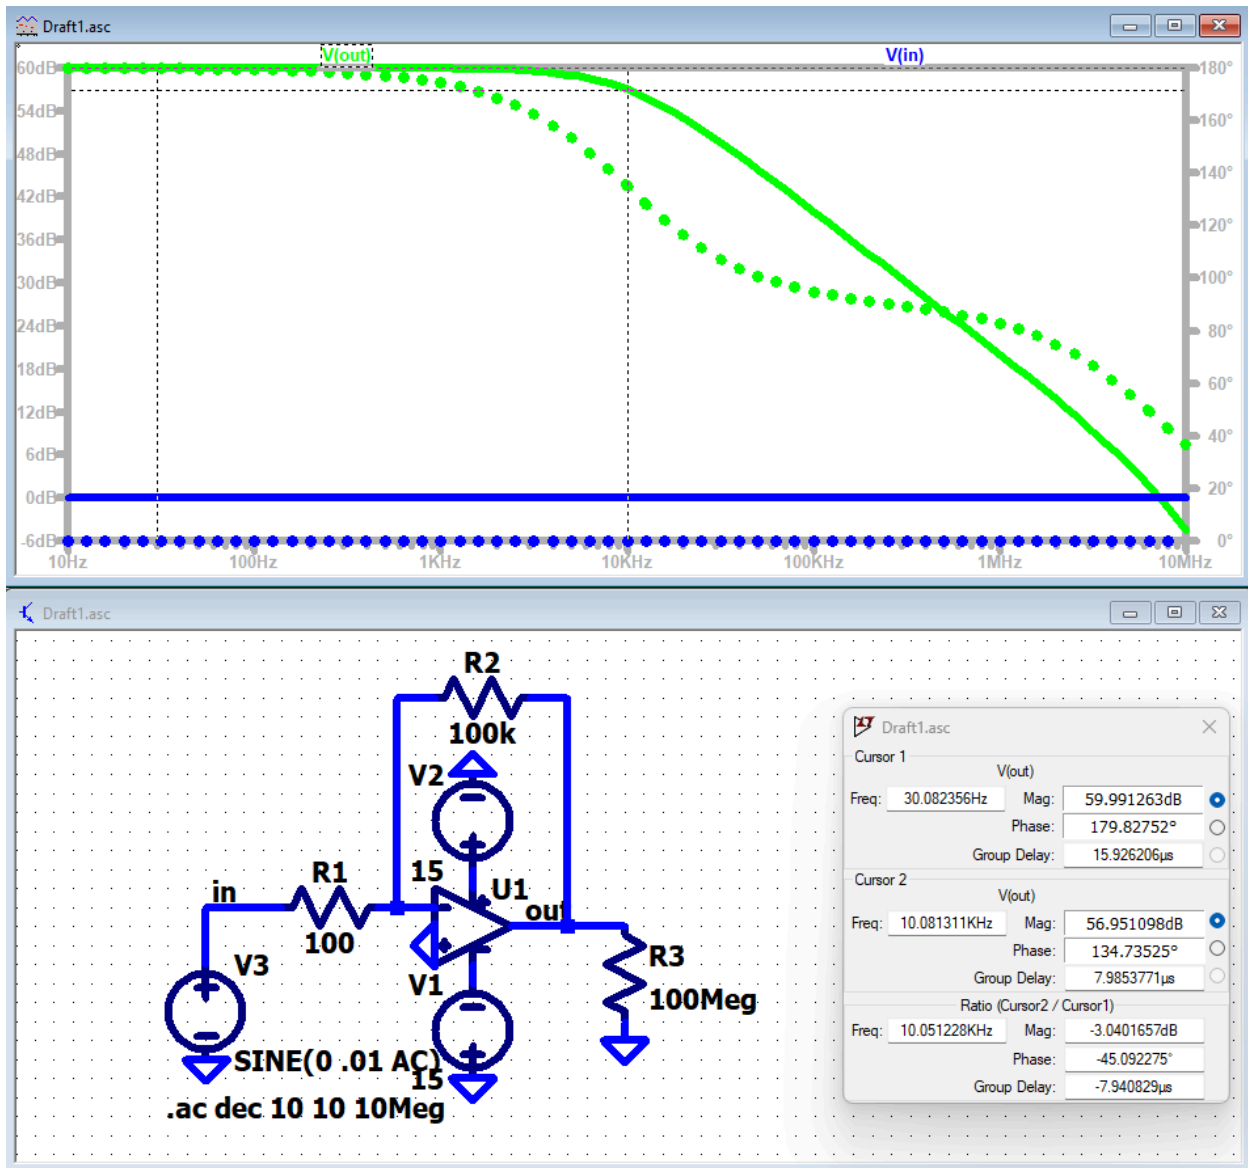 Draft1.asc
V(out)
V(in)
60dB
54dB
48dB
42dB
36dB
30dB
24dB
18dB
12dB
6dB
0dB
-6dB
180°
160°
140°
120°
100°
80°
60°
40°
20°
0°
10Hz
100Hz
1KHz
10KHz
100KHz
1MHz
10MHz
Draft1.asc
R2
100k
V2
15
R1
100
in
U1
out
V3
V1
R3
100Meg
SINE(0 .01 AC)
15
.ac dec 10 10 10Meg
Draft1.asc
Cursor 1
V(out)
Freq: 30.082356Hz Mag: 59.991263dB
Phase: 179.82752°
Group Delay: 15.926206µs
Cursor 2
V(out)
Freq: 10.081311KHz Mag: 56.951098dB
Phase: 134.73525°
Group Delay: 7.9853771µs
Ratio (Cursor2 / Cursor1)
Freq: 10.051228KHz Mag: -3.0401657dB
Phase: -45.092275°
Group Delay: -7.940829µs